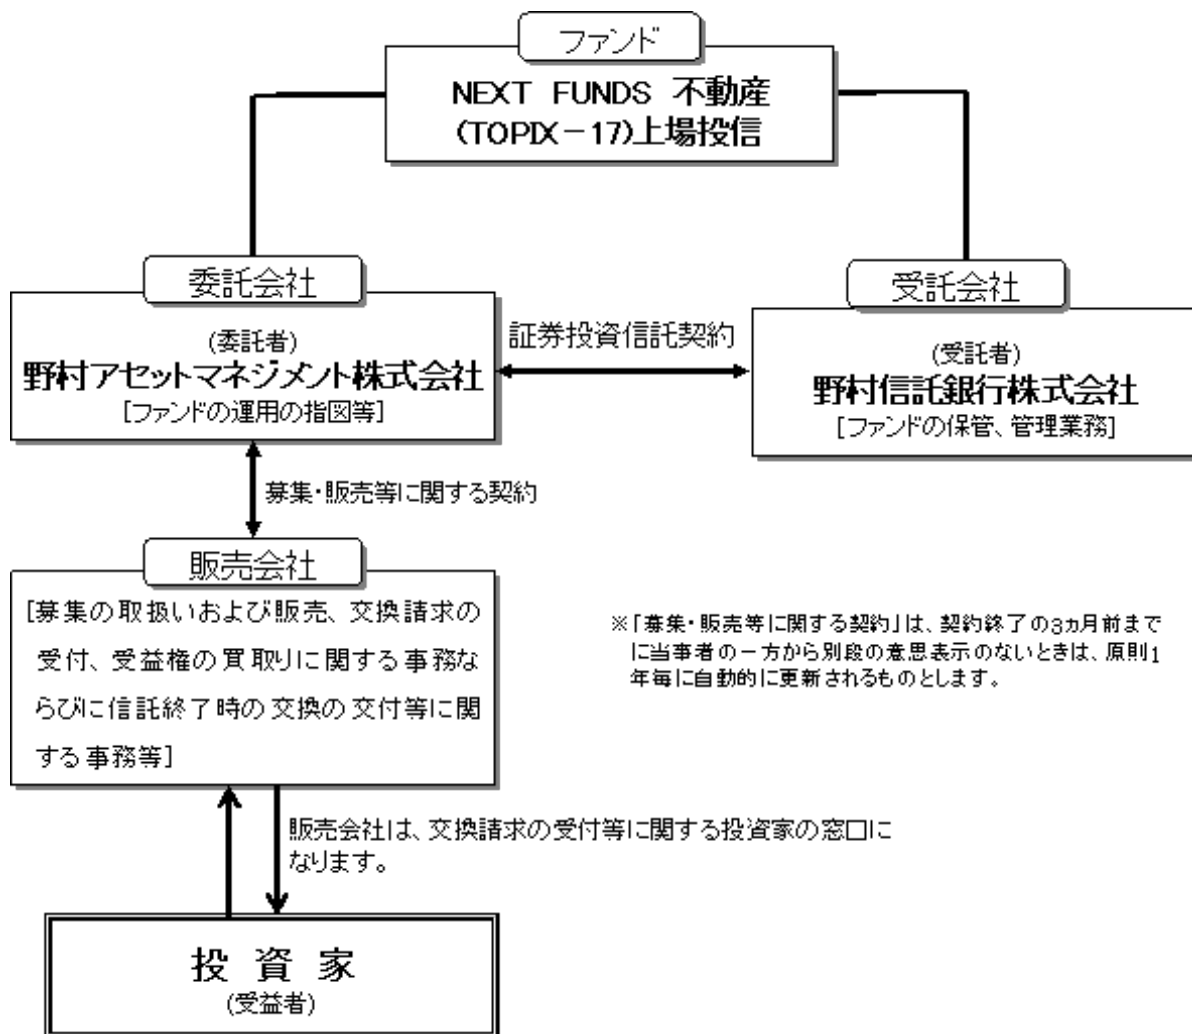 ファンド
NEXT FUNDS 不動産
(TOPIX－17)上場投信
委託会社
(委託者)
野村アセットマネジメント株式会社
[ファンドの運用の指図等]
証券投資信託契約
受託会社
(受託者)
野村信託銀行株式会社
[ファンドの保管、管理業務]
募集・販売等に関する契約
販売会社
[募集の取扱いおよび販売、交換請求の
受付、受益権の買取りに関する事務な
らびに信託終了時の交換の交付等に関
する事務等]
※「募集・販売等に関する契約」は、契約終了の3ヵ月前まで
に当事者の一方から別段の意思表示のないときは、原則1
年毎に自動的に更新されるものとします。
販売会社は、交換請求の受付等に関する投資家の窓口に
なります。
投資家
(受益者)